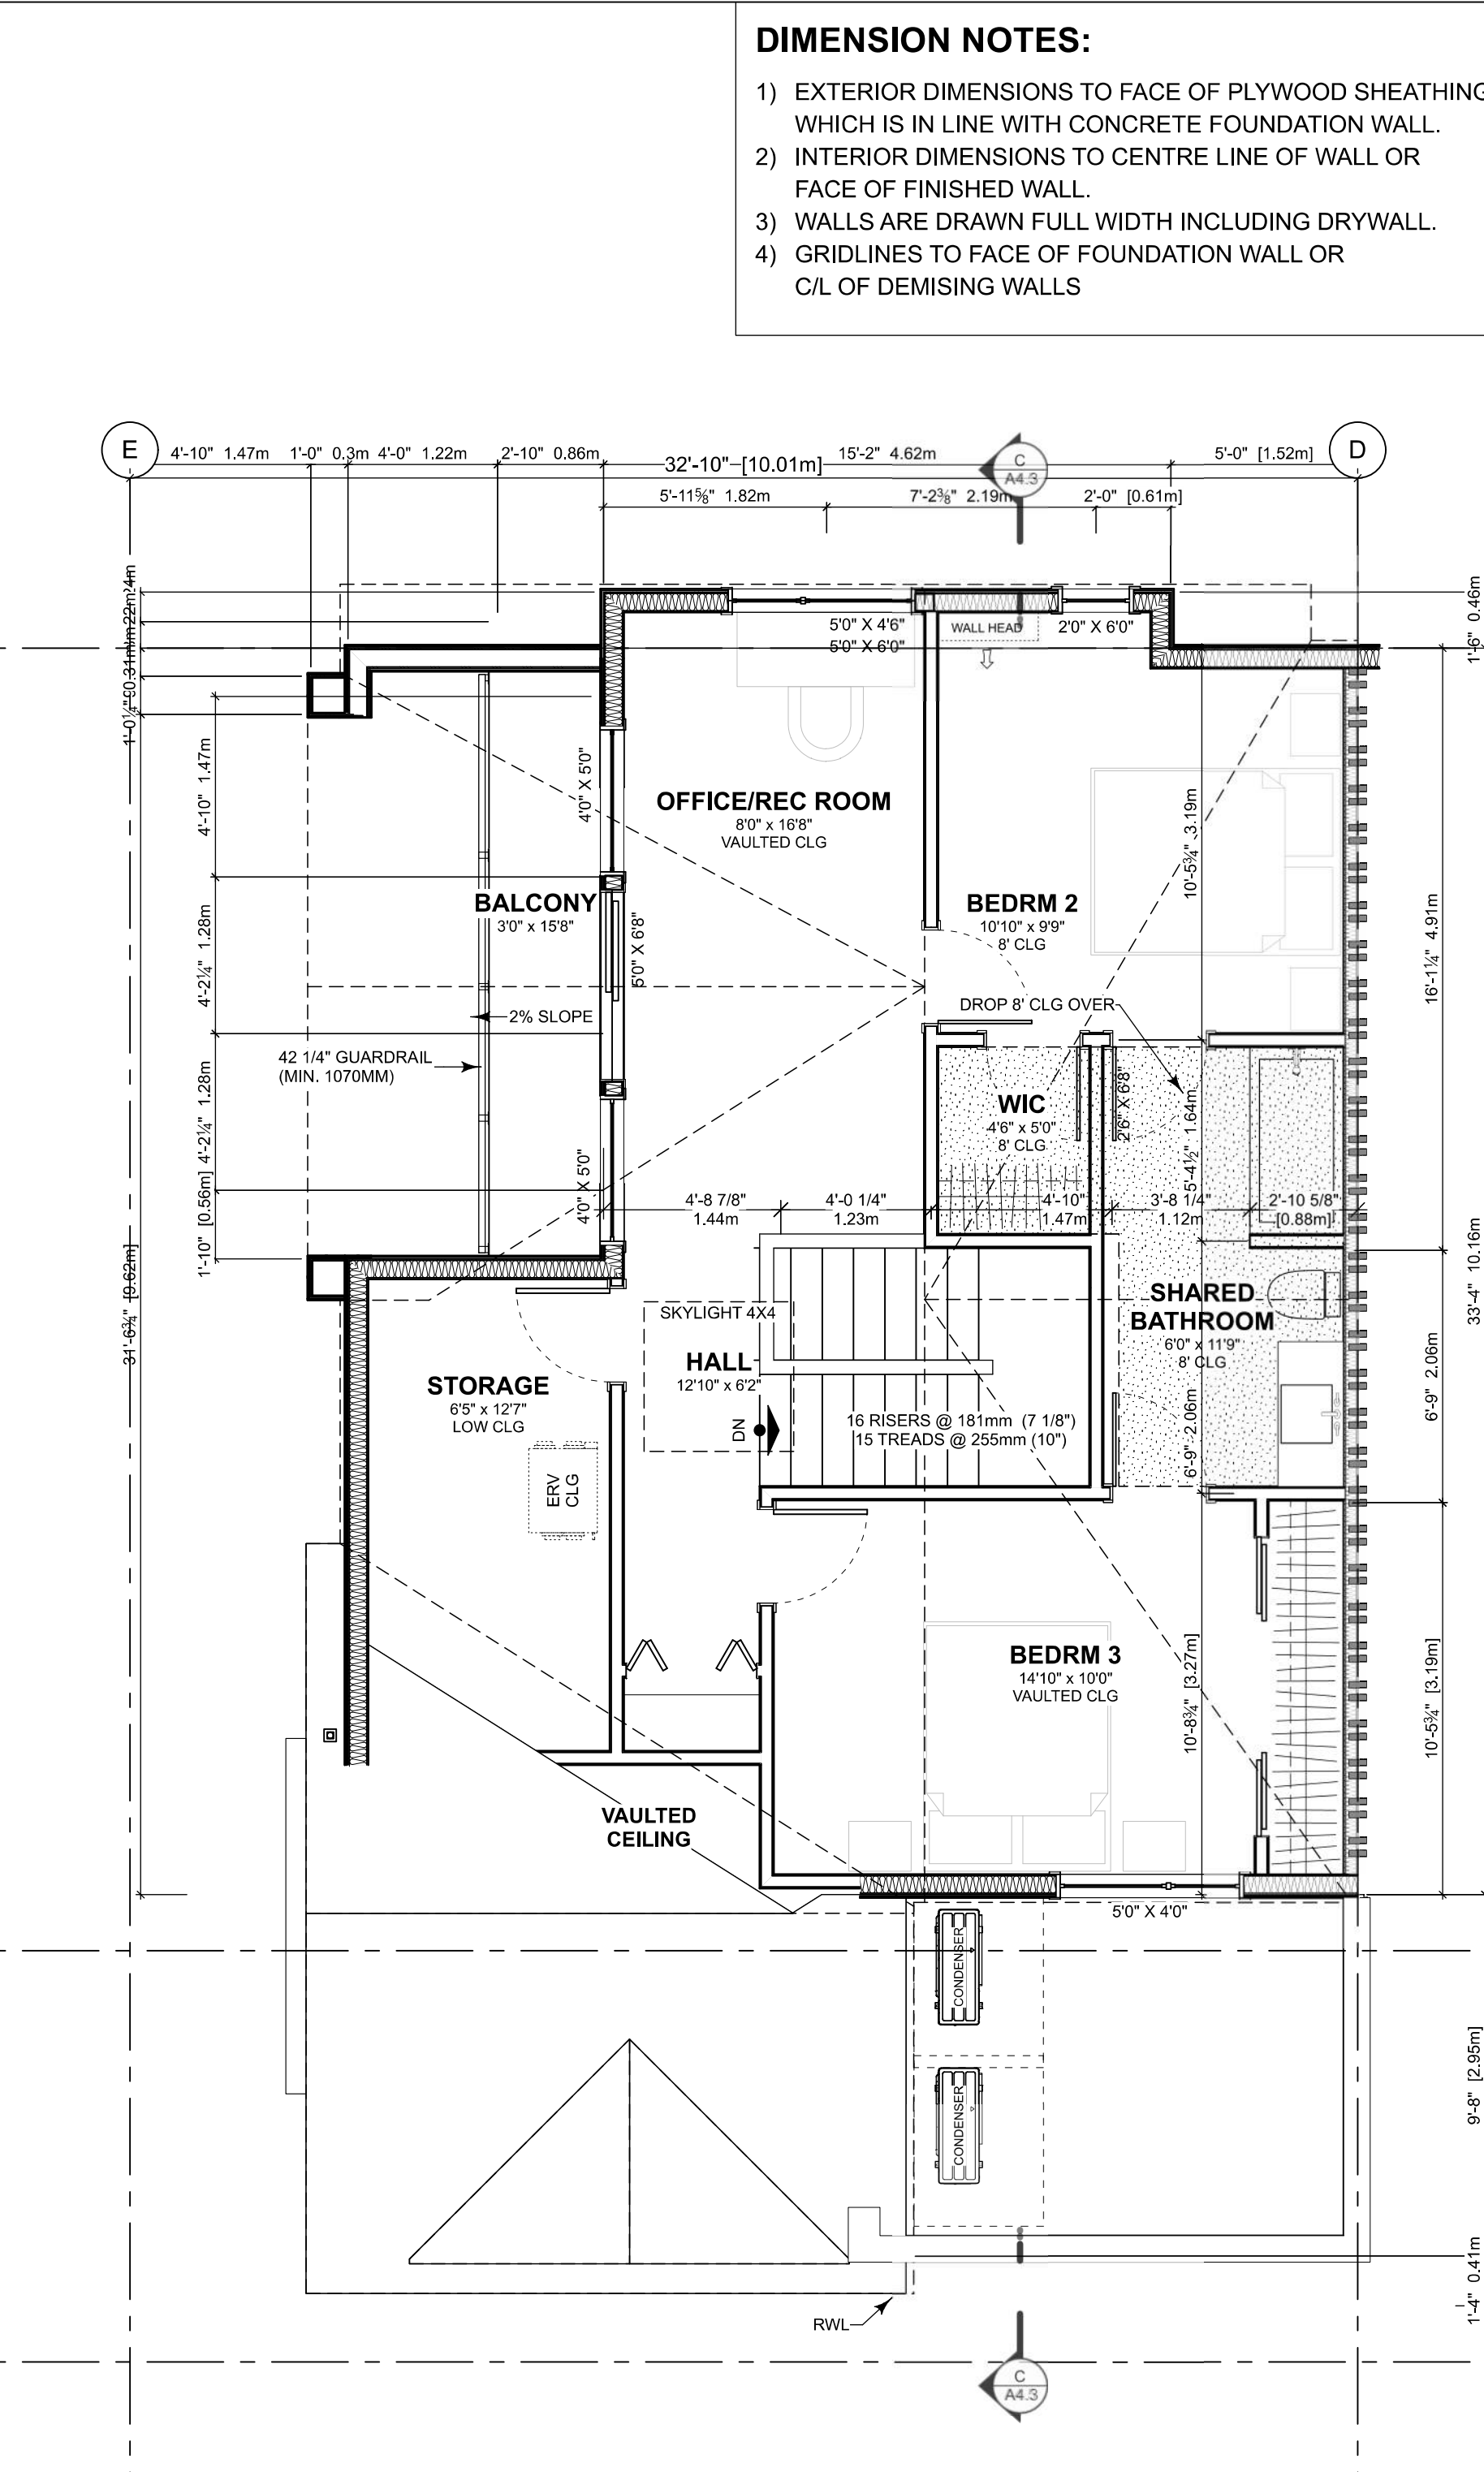 DIMENSION NOTES:
1) EXTERIOR DIMENSIONS TO FACE OF PLYWOOD SHEATHING
WHICH IS IN LINE WITH CONCRETE FOUNDATION WALL.
2) INTERIOR DIMENSIONS TO CENTRE LINE OF WALL OR
FACE OF FINISHED WALL.
3) WALLS ARE DRAWN FULL WIDTH INCLUDING DRYWALL.
4) GRIDLINES TO FACE OF FOUNDATION WALL OR
C/L OF DEMISING WALLS
E
4'-10" 1.47m
1'-0" 0.3m
4'-0" 1.22m
2'-10" 0.86m
32'-10" [10.01m]
15'-2" 4.62m
C
A4.3
5'-0" [1.52m]
D
5'-11⅝" 1.82m
7'-2⅜" 2.19m
2'-0" [0.61m]
1'-6" 0.46m
5'0" X 4'6"
5'0" X 6'0"
WALL HEAD
2'0" X 6'0"
1'-0¼"
4'-10" 1.47m
4'0" X 5'0"
OFFICE/REC ROOM
8'0" x 16'8"
VAULTED CLG
10'-5¾" 3.19m
BALCONY
3'0" x 15'8"
BEDRM 2
10'10" x 9'9"
8' CLG
4'-2¼" 1.28m
5'0" X 6'8"
16'-1¼" 4.91m
DROP 8' CLG OVER
2% SLOPE
42 1/4" GUARDRAIL
(MIN. 1070MM)
4'-2¼" 1.28m
WIC
4'6" x 5'0"
8' CLG
2'6" X 6'8"
5'-4½" 1.64m
4'0" X 5'0"
1'-10" [0.56m]
4'-8 7/8"
1.44m
4'-0 1/4"
1.23m
4'-10"
1.47m
3'-8 1/4"
1.12m
2'-10 5/8"
[0.88m]
31'-6¾" [9.62m]
33'-4" 10.16m
SKYLIGHT 4X4
SHARED
BATHROOM
6'0" x 11'9"
8' CLG
HALL
12'10" x 6'2"
STORAGE
6'5" x 12'7"
LOW CLG
DN
16 RISERS @ 181mm (7 1/8")
15 TREADS @ 255mm (10")
6'-9" 2.06m
6'-9" 2.06m
ERV
CLG
BEDRM 3
14'10" x 10'0"
VAULTED CLG
10'-8¾" [3.27m]
10'-5¾" [3.19m]
VAULTED
CEILING
5'0" X 4'0"
CONDENSER
CONDENSER
9'-8" [2.95m]
1'-4" 0.41m
RWL
C
A4.3